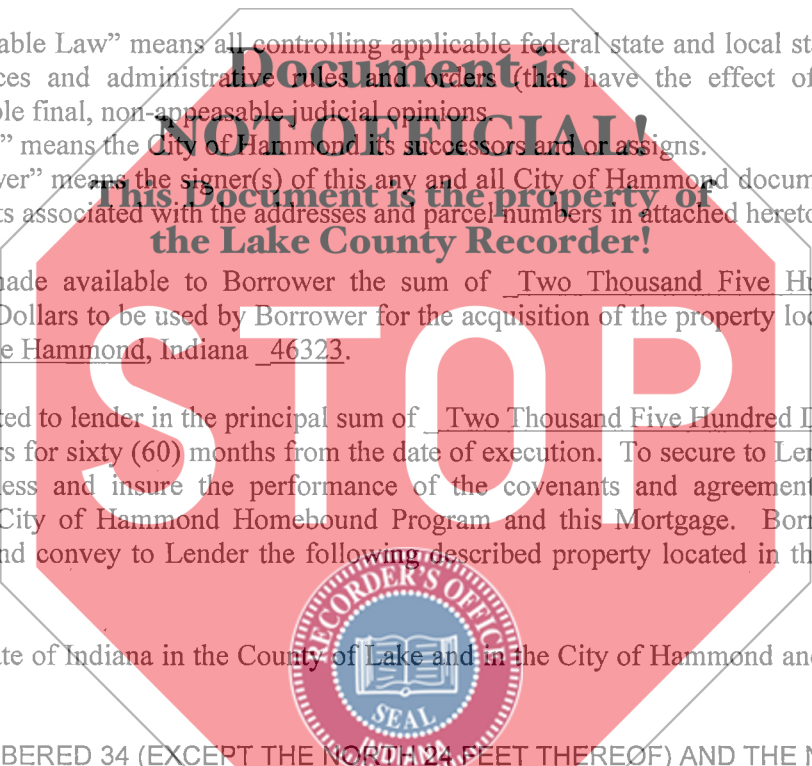 able Law” means all controlling applicable federal state and local st
ces and administrative rules and orders (that have the effect of
ole final, non-appeasable judicial opinions.
” means the City of Hammond its successors and or assigns.
ver” means the signer(s) of this any and all City of Hammond docum
ts associated with the addresses and parcel numbers in attached hereto
Document is
NOT OFFICIAL!
This Document is the property of
the Lake County Recorder!
nade available to Borrower the sum of _Two Thousand Five Hu
Dollars to be used by Borrower for the acquisition of the property loc
e Hammond, Indiana _46323.
STOP
ted to lender in the principal sum of _Two Thousand Five Hundred D
rs for sixty (60) months from the date of execution. To secure to Len
less and insure the performance of the covenants and agreement
City of Hammond Homebound Program and this Mortgage. Borr
nd convey to Lender the following described property located in th
RECORDER'S OFFICE
SEAL
INDIANA
ate of Indiana in the County of Lake and in the City of Hammond and
BERED 34 (EXCEPT THE NORTH 24 FEET THEREOF) AND THE N